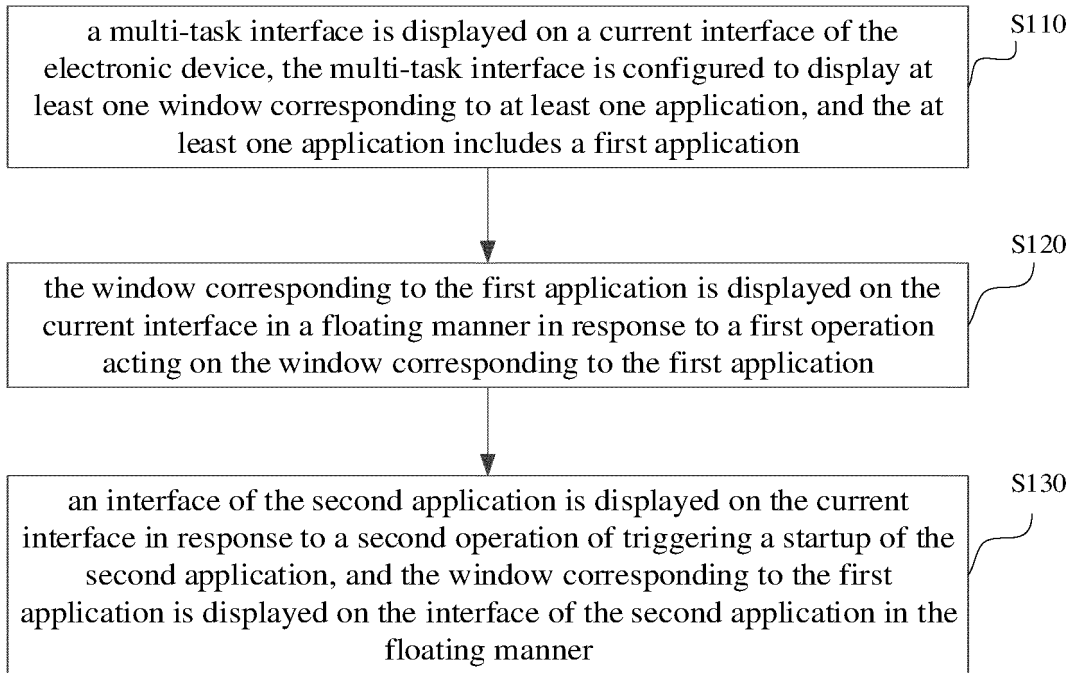 a multi-task interface is displayed on a current interface of the
electronic device, the multi-task interface is configured to display at
least one window corresponding to at least one application, and the at
least one application includes a first application
S110
the window corresponding to the first application is displayed on the
current interface in a floating manner in response to a first operation
acting on the window corresponding to the first application
S120
an interface of the second application is displayed on the current
interface in response to a second operation of triggering a startup of the
second application, and the window corresponding to the first
application is displayed on the interface of the second application in the
floating manner
S130